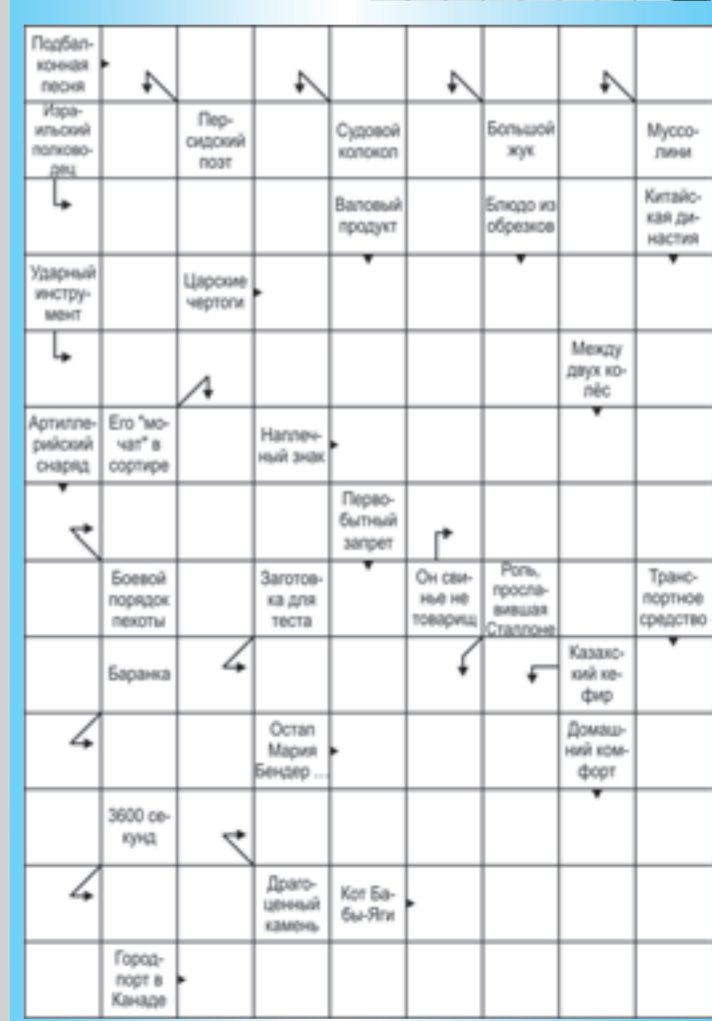 Подбал-
конная
песня
Изра-
ильский
полково-
дец
Пер-
сидский
поэт
Судовой
колокол
Большой
жук
Муссо-
лини
Валовый
продукт
Блюдо из
обрезков
Китайс-
кая ди-
настия
Ударный
инстру-
мент
Царские
чертоги
Между
двух ко-
лёс
Артилле-
рийский
снаряд
Его "мо-
чат" в
сортире
Наплеч-
ный знак
Перво-
бытный
запрет
Боевой
порядок
пехоты
Заготов-
ка для
теста
Он сви-
нье не
товарищ
Роль,
просла-
вившая
Сталлоне
Транс-
портное
средство
Баранка
Казахс-
кий ке-
фир
Остап
Мария
Бендер ...
Домаш-
ний ком-
форт
3600 се-
кунд
Драго-
ценный
камень
Кот Ба-
бы-Яги
Город-
порт в
Канаде